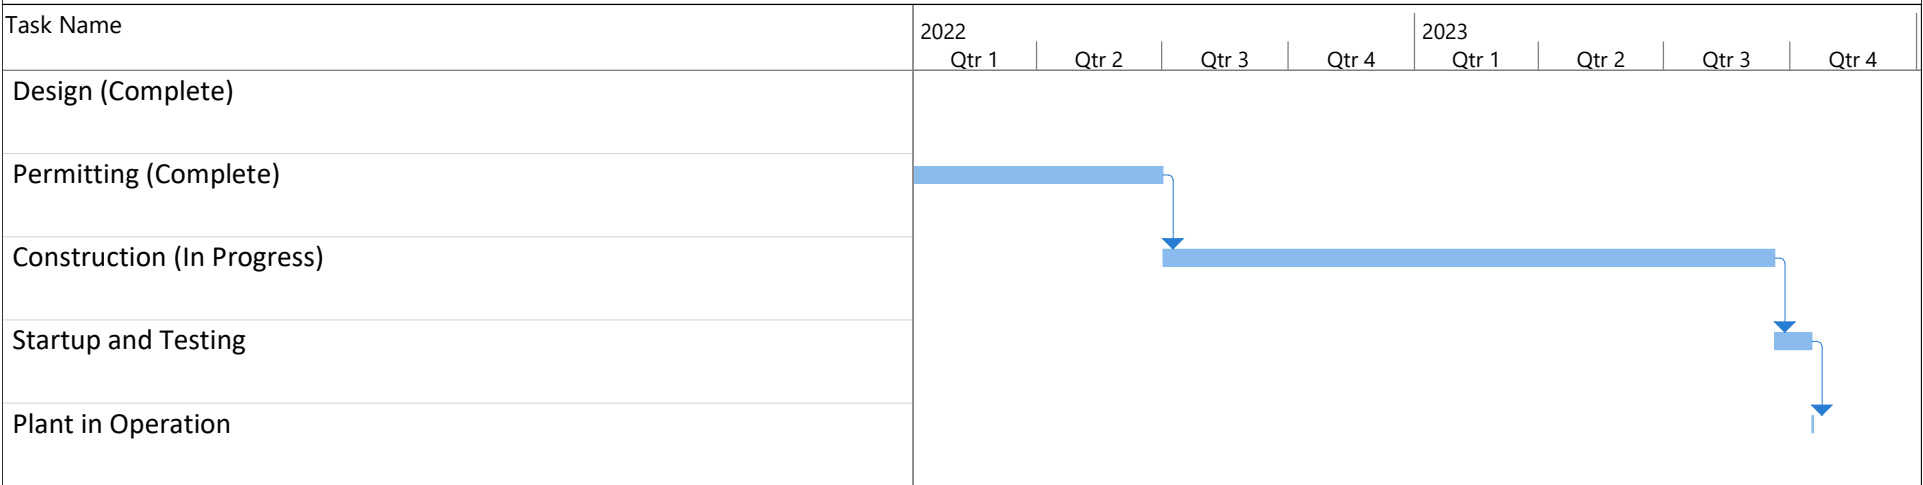 Task Name
2022
2023
Qtr 1 Qtr 2 Qtr 3 Qtr 4 Qtr 1 Qtr 2 Qtr 3 Qtr 4
Design (Complete)
Permitting (Complete)
Construction (In Progress)
Startup and Testing
Plant in Operation